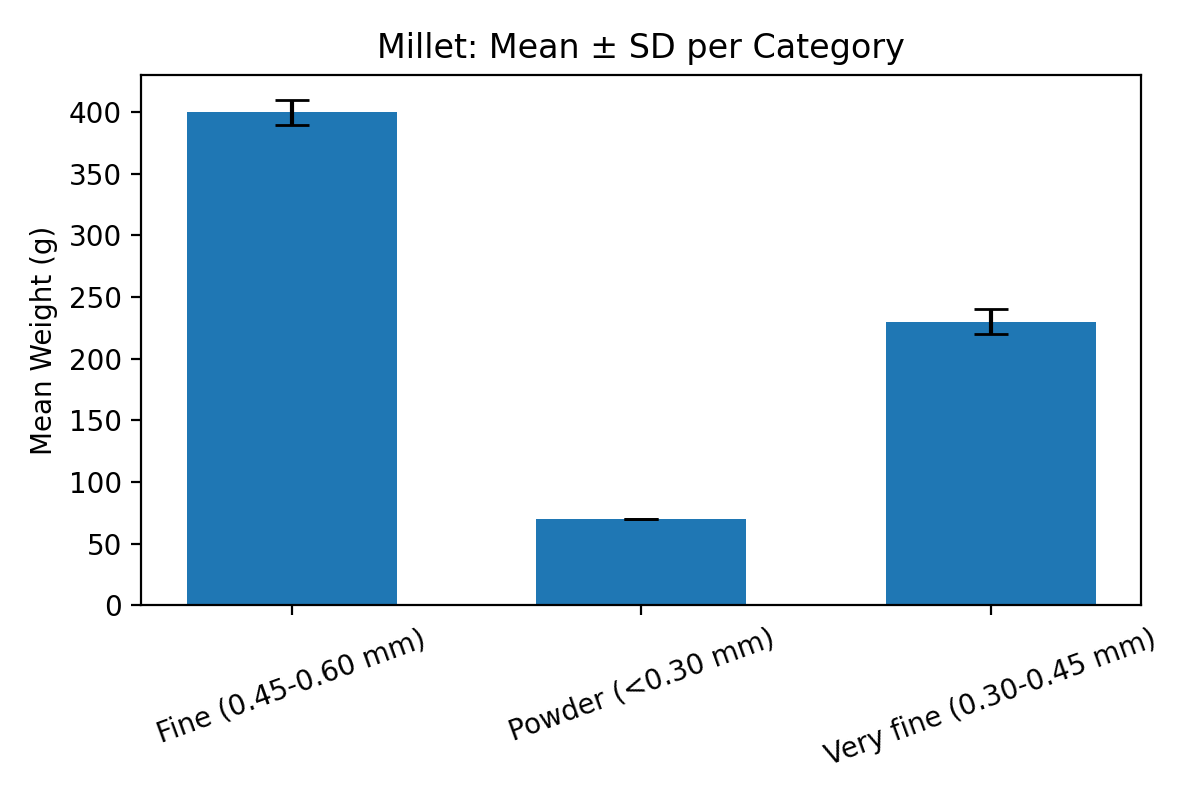 Millet: Mean ± SD per Category
Mean Weight (g)
400
350
300
250
200
150
100
50
0
Fine (0.45-0.60 mm)
Powder (<0.30 mm)
Very fine (0.30-0.45 mm)